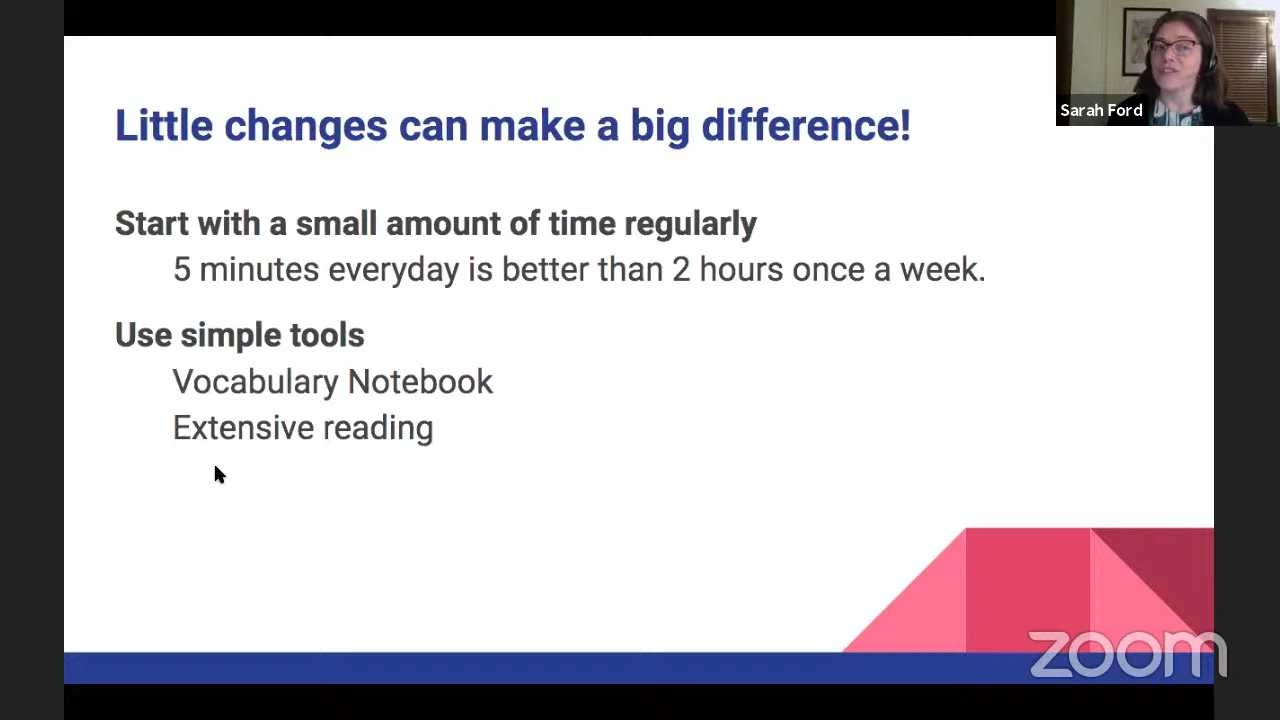 Little changes can make a big difference!
Sarah Ford
Start with a small amount of time regularly
5 minutes everyday is better than 2 hours once a week.
Use simple tools
Vocabulary Notebook
Extensive reading
zoom